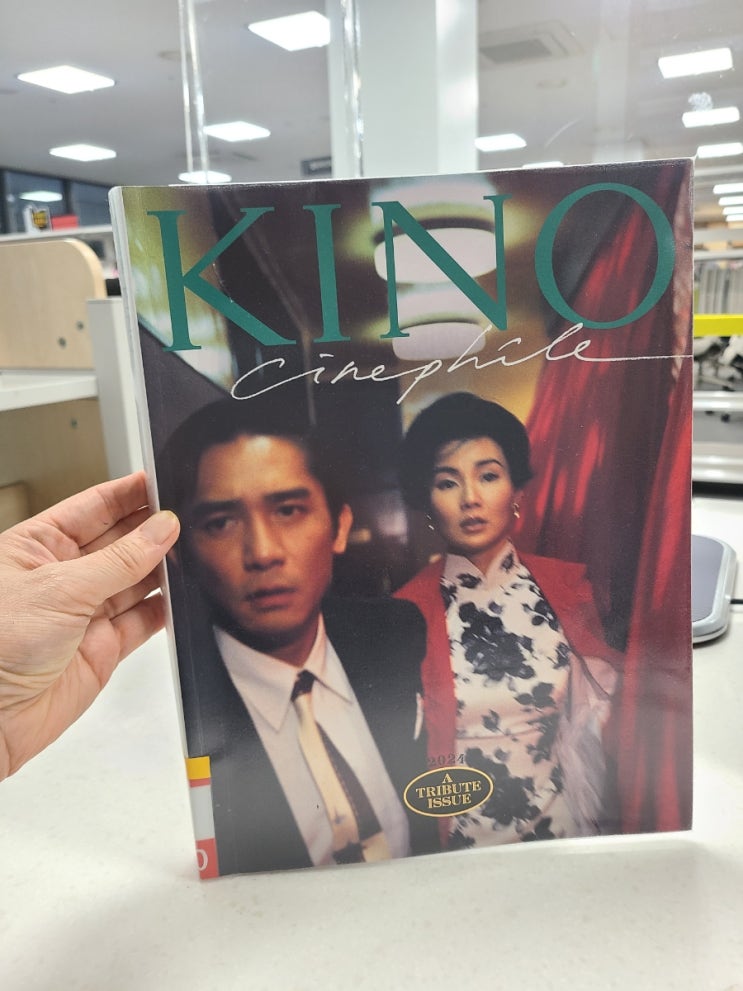 KINO
cinephile
2024
A
TRIBUTE
ISSUE